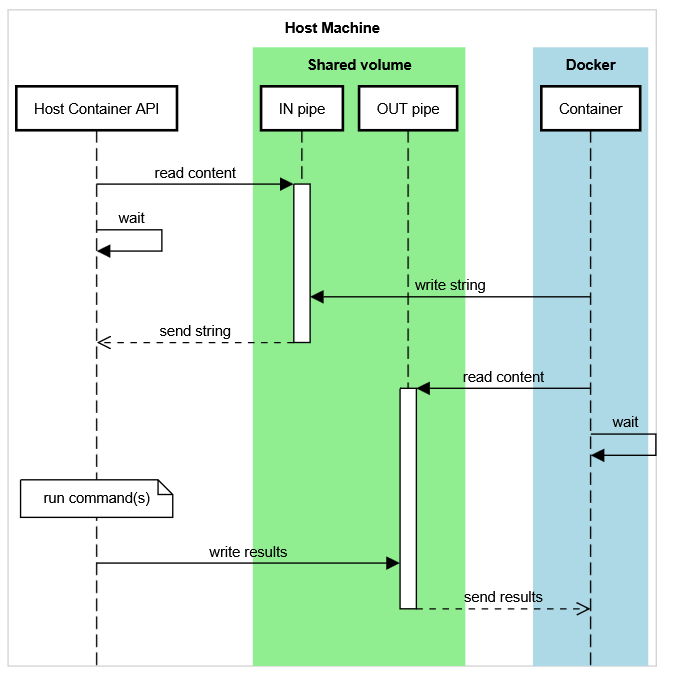 Host Machine
Shared volume
Docker
Host Container API
IN pipe
OUT pipe
Container
read content
wait
write string
send string
read content
wait
run command(s)
write results
send results